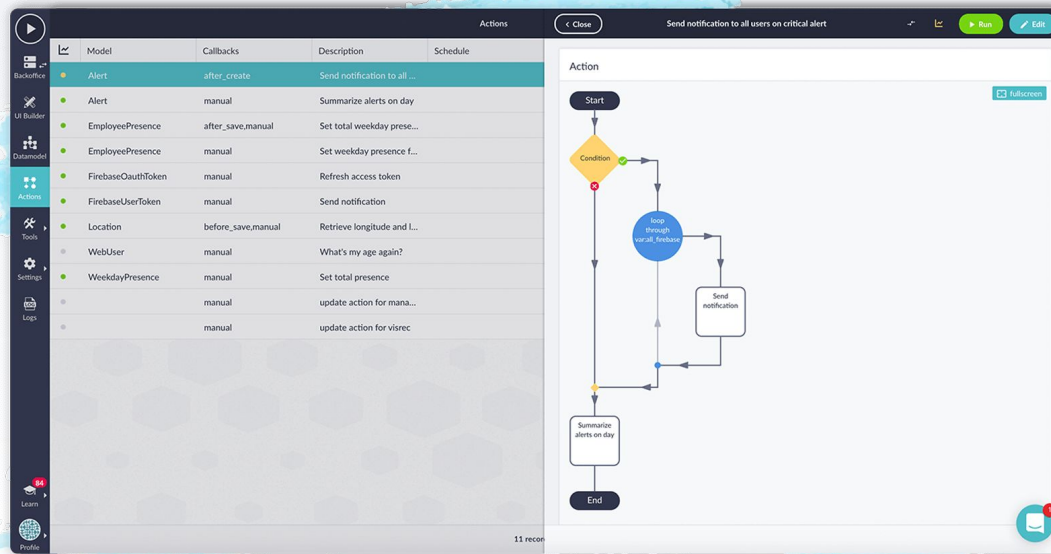 Actions
Close
Send notification to all users on critical alert
Run
Edit
Model
Callbacks
Description
Schedule
Alert
after_create
Send notification to all ...
Alert
manual
Summarize alerts on day
EmployeePresence
after_save,manual
Set total weekday prese...
EmployeePresence
manual
Set weekday presence f...
FirebaseOauthToken
manual
Refresh access token
FirebaseUserToken
manual
Send notification
Location
before_save,manual
Retrieve longitude and l...
WebUser
manual
What's my age again?
WeekdayPresence
manual
Set total presence
manual
update action for mana...
manual
update action for visrec
11 recor
Backoffice
UI Builder
Datamodel
Actions
Tools
Settings
LOG
Logs
84
Learn
Profile
Action
fullscreen
Start
Condition
loop
through
var:all_firebase
Send
notification
Summarize
alerts on day
End
1